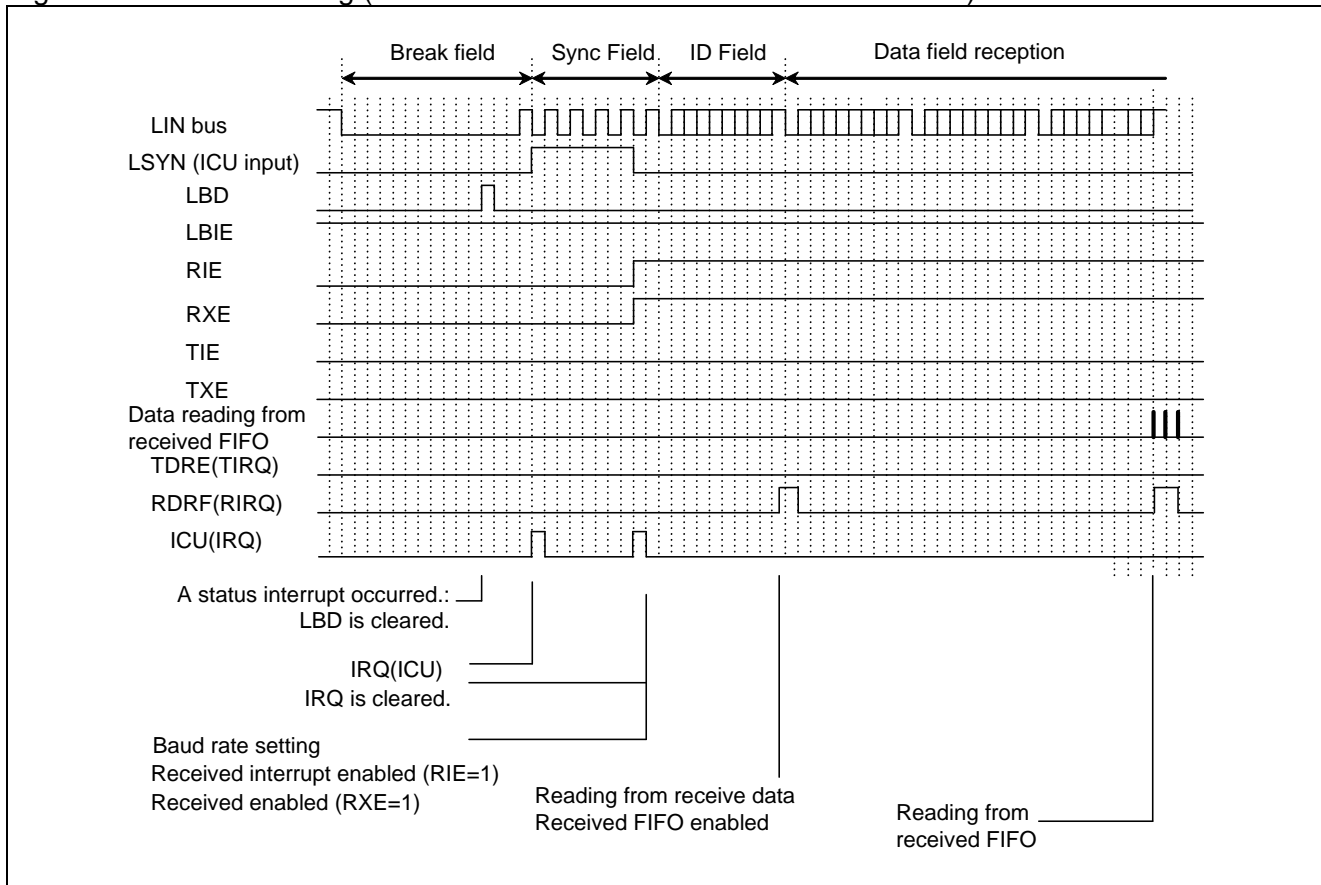 Break field
Sync Field
ID Field
Data field reception
LIN bus
LSYN (ICU input)
LBD
LBIE
RIE
RXE
TIE
TXE
Data reading from
received FIFO
TDRE(TIRQ)
RDRF(RIRQ)
ICU(IRQ)
A status interrupt occurred.:
LBD is cleared.
IRQ(ICU)
IRQ is cleared.
Baud rate setting
Received interrupt enabled (RIE=1)
Received enabled (RXE=1)
Reading from receive data
Received FIFO enabled
Reading from
received FIFO